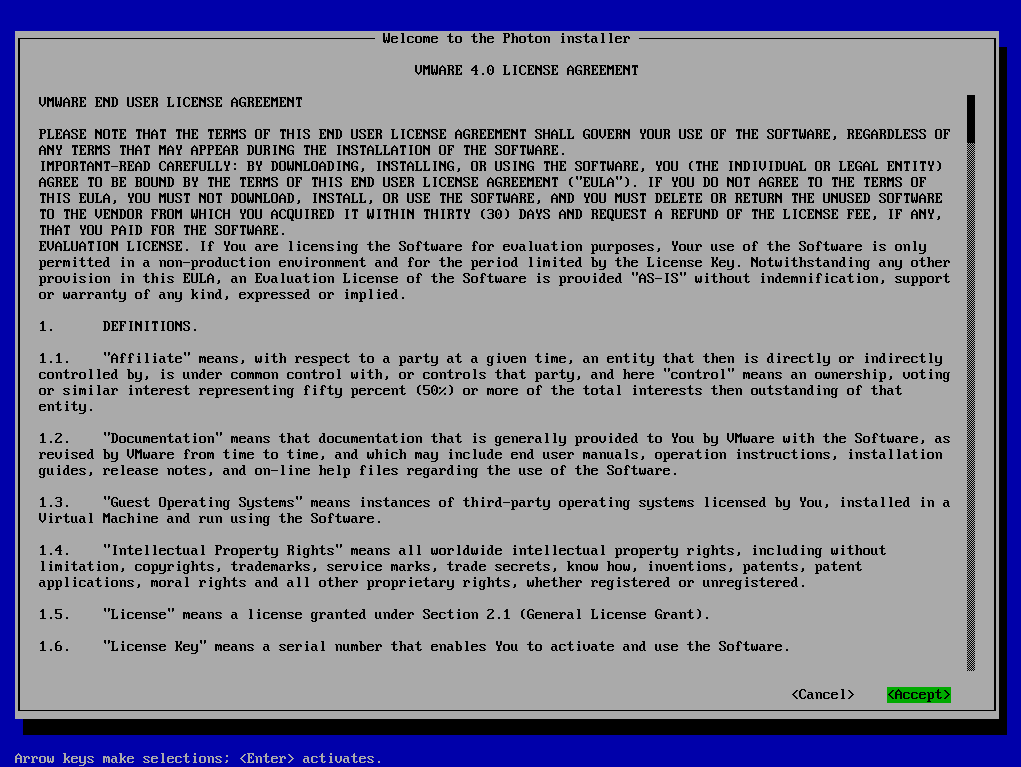 Welcome to the Photon installer
VMWARE 4.0 LICENSE AGREEMENT
VMWARE END USER LICENSE AGREEMENT
PLEASE NOTE THAT THE TERMS OF THIS END USER LICENSE AGREEMENT SHALL GOVERN YOUR USE OF THE SOFTWARE, REGARDLESS OF
ANY TERMS THAT MAY APPEAR DURING THE INSTALLATION OF THE SOFTWARE.
IMPORTANT-READ CAREFULLY: BY DOWNLOADING, INSTALLING, OR USING THE SOFTWARE, YOU (THE INDIVIDUAL OR LEGAL ENTITY)
AGREE TO BE BOUND BY THE TERMS OF THIS END USER LICENSE AGREEMENT ("EULA"). IF YOU DO NOT AGREE TO THE TERMS OF
THIS EULA, YOU MUST NOT DOWNLOAD, INSTALL, OR USE THE SOFTWARE, AND YOU MUST DELETE OR RETURN THE UNUSED SOFTWARE
TO THE VENDOR FROM WHICH YOU ACQUIRED IT WITHIN THIRTY (30) DAYS AND REQUEST A REFUND OF THE LICENSE FEE, IF ANY,
THAT YOU PAID FOR THE SOFTWARE.
EVALUATION LICENSE. If You are licensing the Software for evaluation purposes, Your use of the Software is only
permitted in a non-production environment and for the period limited by the License Key. Notwithstanding any other
provision in this EULA, an Evaluation License of the Software is provided "AS-IS" without indemnification, support
or warranty of any kind, expressed or implied.
1. DEFINITIONS.
1.1. "Affiliate" means, with respect to a party at a given time, an entity that then is directly or indirectly
controlled by, is under common control with, or controls that party, and here "control" means an ownership, voting
or similar interest representing fifty percent (50%) or more of the total interests then outstanding of that
entity.
1.2. "Documentation" means that documentation that is generally provided to You by VMware with the Software, as
revised by VMware from time to time, and which may include end user manuals, operation instructions, installation
guides, release notes, and on-line help files regarding the use of the Software.
1.3. "Guest Operating Systems" means instances of third-party operating systems licensed by You, installed in a
Virtual Machine and run using the Software.
1.4. "Intellectual Property Rights" means all worldwide intellectual property rights, including without
limitation, copyrights, trademarks, service marks, trade secrets, know how, inventions, patents, patent
applications, moral rights and all other proprietary rights, whether registered or unregistered.
1.5. "License" means a license granted under Section 2.1 (General License Grant).
1.6. "License Key" means a serial number that enables You to activate and use the Software.
<Cancel> <Accept>
Arrow keys make selections; <Enter> activates.